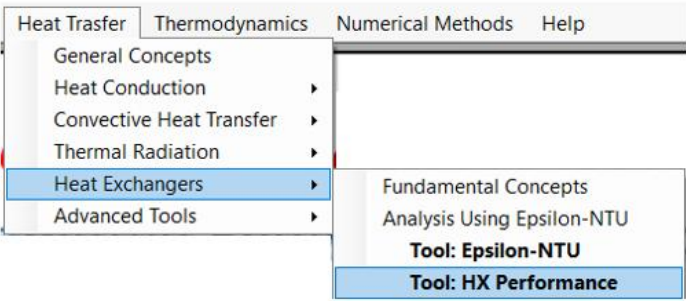 Heat Trasfer Thermodynamics Numerical Methods Help
General Concepts
Heat Conduction
Convective Heat Transfer
Thermal Radiation
Heat Exchangers
Advanced Tools
Fundamental Concepts
Analysis Using Epsilon-NTU
Tool: Epsilon-NTU
Tool: HX Performance